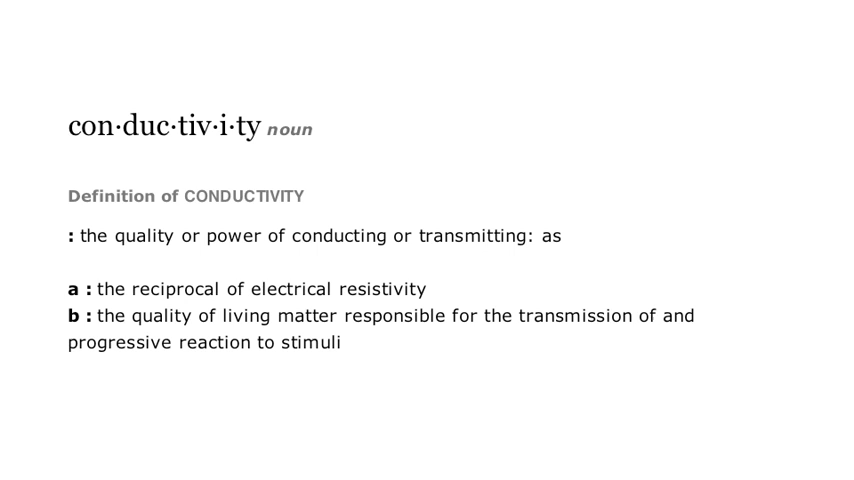 con·duc·tiv·i·ty noun
Definition of CONDUCTIVITY
: the quality or power of conducting or transmitting: as
a : the reciprocal of electrical resistivity
b : the quality of living matter responsible for the transmission of and
progressive reaction to stimuli